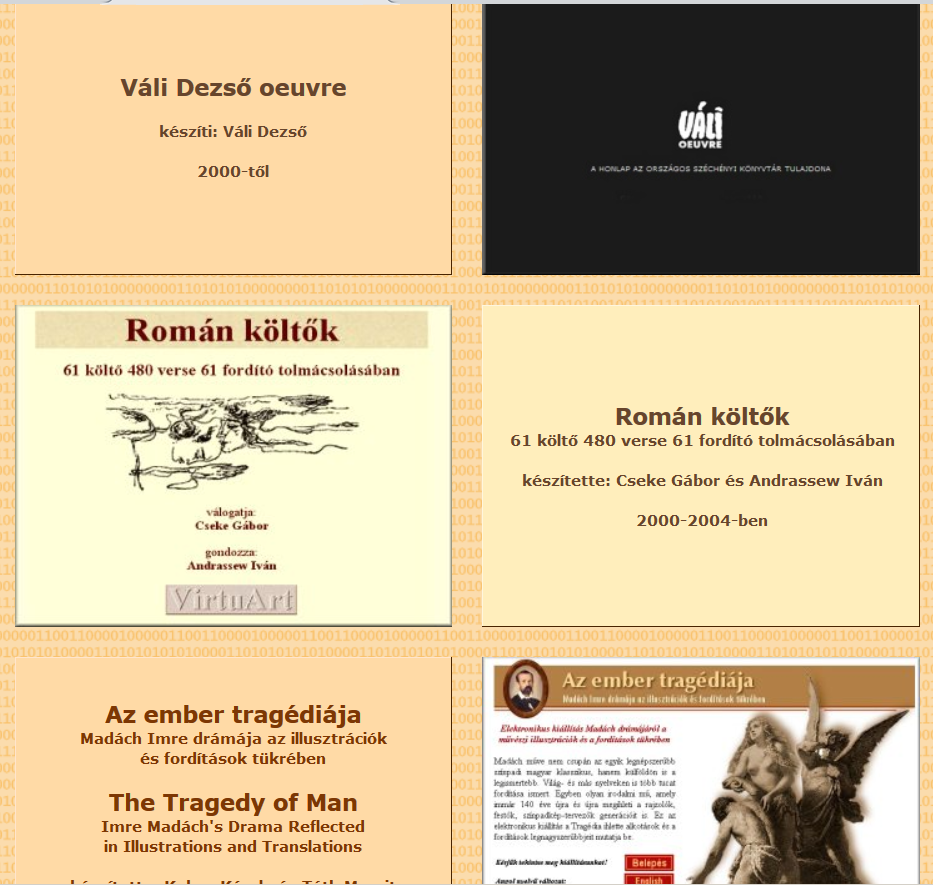 Váli Dezső oeuvre
készíti: Váli Dezső
2000-től
VÁLI
OEUVRE
A HONLAP AZ ORSZÁGOS SZÉCHÉNYI KÖNYVTÁR TULAJDONA
Román költők
61 költő 480 verse 61 fordító tolmácsolásában
válogatja:
Cseke Gábor
gondozza:
Andrassew Iván
VirtuArt
Román költők
61 költő 480 verse 61 fordító tolmácsolásában
készítette: Cseke Gábor és Andrassew Iván
2000-2004-ben
Az ember tragédiája
Madách Imre drámája az illusztrációk
és fordítások tükrében
The Tragedy of Man
Imre Madách's Drama Reflected
in Illustrations and Translations
Az ember tragédiája
Madách Imre drámája az illusztrációk és fordítások tükrében
Elektronikus kiállítás Madách drámájáról a
művészi illusztrációk és a fordítások tükrében
Madách műve nem csupán az egyik legnépszerűbb
színpadi magyar klasszikus, hanem külföldön is a
legismertebb. Világ- és más nyelveken is több tucat
fordítása ismert. Egyben olyan irodalmi mű, amely
immár 140 éve újra és újra megihleti a rajzolók,
festők, színpadkép-tervezők generációit is. Ez az
elektronikus kiállítás a Tragédia ihlette alkotások és a
fordítások legnagyszerűbbjeit mutatja be.
Kérjük tekintse meg kiállításunkat!
Belépés
Angol nyelvű változat:
English